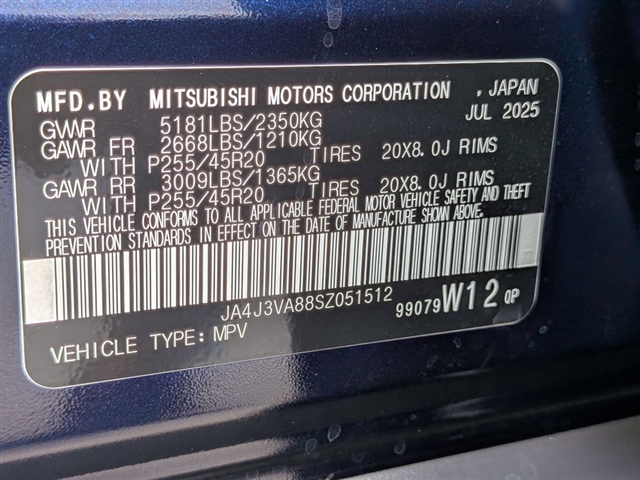 MFD.BY MITSUBISHI MOTORS CORPORATION , JAPAN
JUL 2025
GVWR 5181LBS/2350KG
GAWR FR 2668LBS/1210KG
WITH P255/45R20 TIRES 20X8.0J RIMS
GAWR RR 3009LBS/1365KG
WITH P255/45R20 TIRES 20X8.0J RIMS
THIS VEHICLE CONFORMS TO ALL APPLICABLE FEDERAL MOTOR VEHICLE SAFETY AND THEFT
PREVENTION STANDARDS IN EFFECT ON THE DATE OF MANUFACTURE SHOWN ABOVE.
JA4J3VA88SZ051512
99079 W12 QP
VEHICLE TYPE: MPV